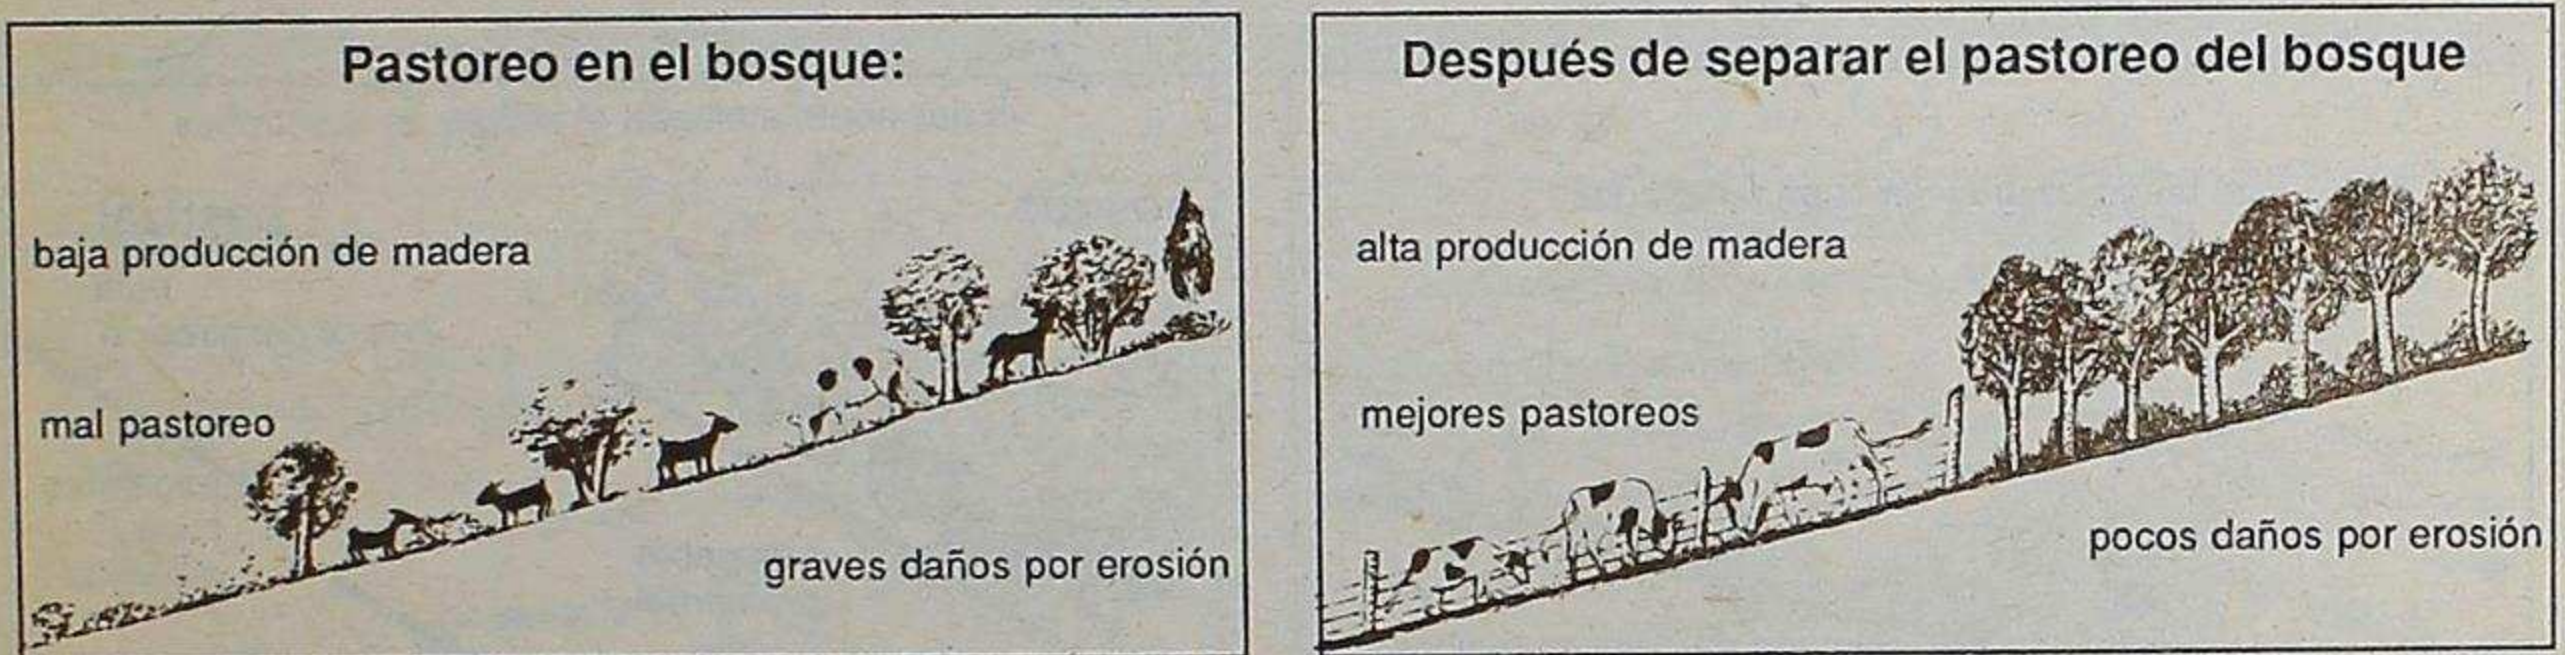 Pastoreo en el bosque:
baja producción de madera
mal pastoreo
graves daños por erosión
Después de separar el pastoreo del bosque
alta producción de madera
mejores pastoreos
pocos daños por erosión